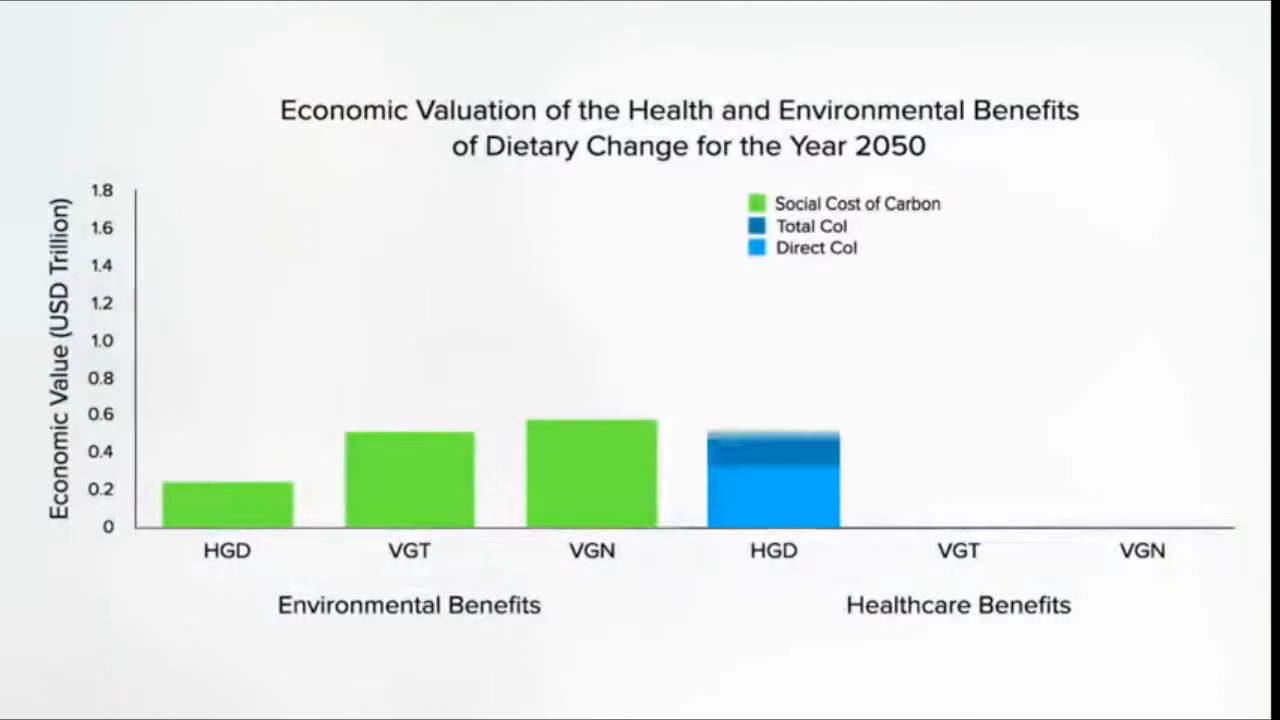 Economic Valuation of the Health and Environmental Benefits
of Dietary Change for the Year 2050
Economic Value (USD Trillion)
1.8
1.6
1.4
1.2
1.0
0.8
0.6
0.4
0.2
0
Social Cost of Carbon
Total CoI
Direct CoI
HGD
VGT
VGN
HGD
VGT
VGN
Environmental Benefits
Healthcare Benefits